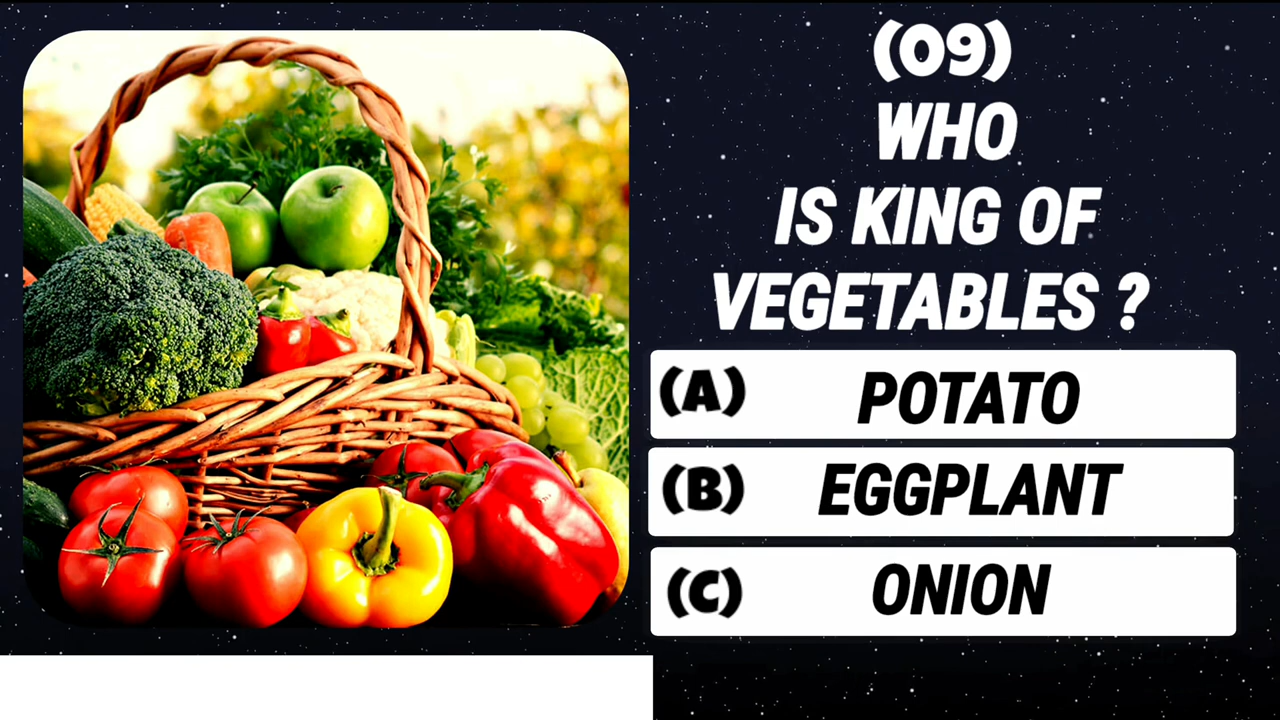 (09)
WHO
IS KING OF
VEGETABLES ?
(A) POTATO
(B) EGGPLANT
(C) ONION